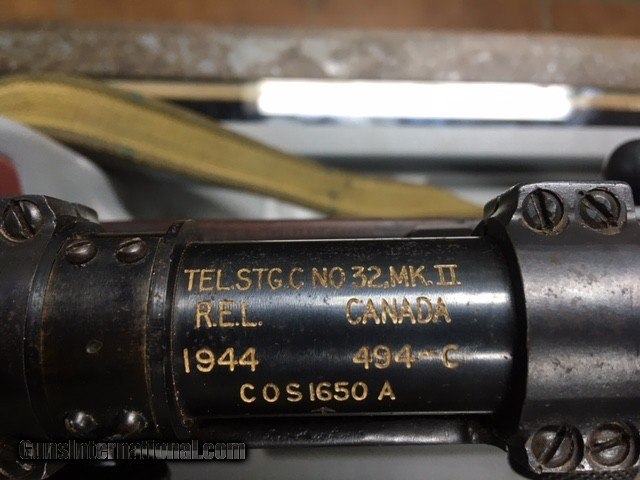 TEL.STG.C NO 32.MK.II
R.E.L. CANADA
1944 494-C
COS1650 A
GunsInternational.com